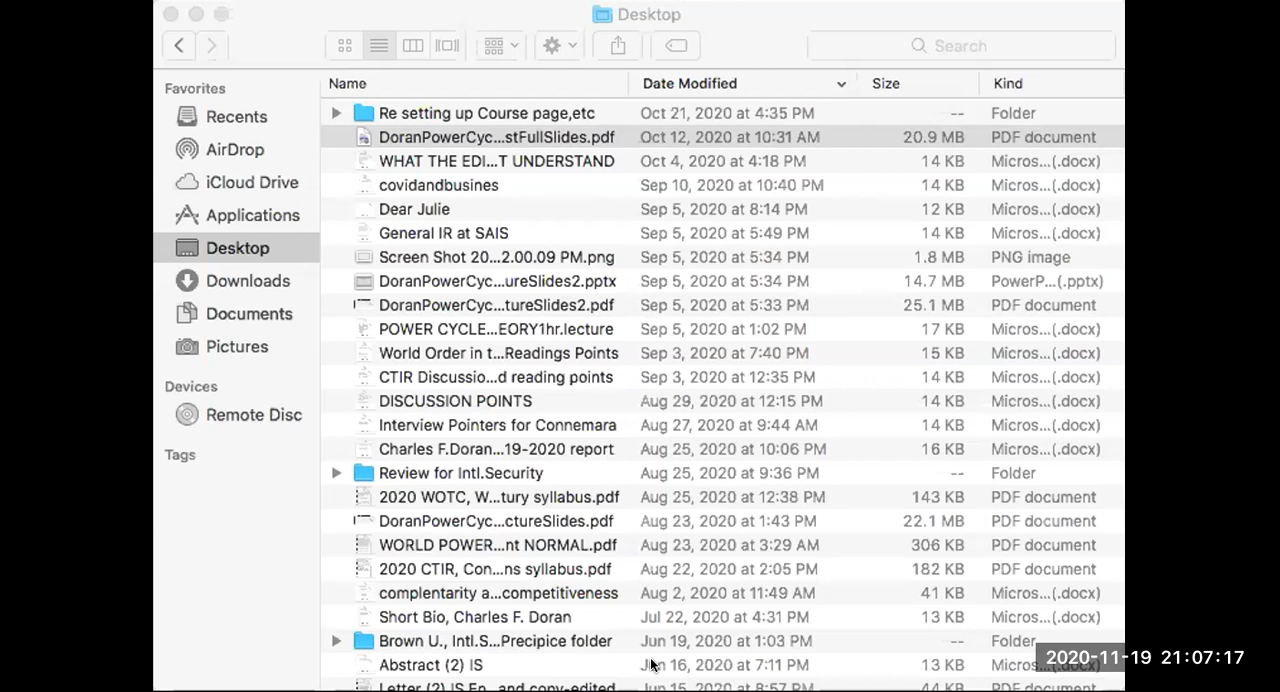 Desktop
Search
Favorites
Recents
AirDrop
iCloud Drive
Applications
Desktop
Downloads
Documents
Pictures
Devices
Remote Disc
Tags
Name Date Modified Size Kind
Re setting up Course page,etc Oct 21, 2020 at 4:35 PM -- Folder
DoranPowerCyc...stFullSlides.pdf Oct 12, 2020 at 10:31 AM 20.9 MB PDF document
WHAT THE EDI...T UNDERSTAND Oct 4, 2020 at 4:18 PM 14 KB Micros...(.docx)
covidandbusines Sep 10, 2020 at 10:40 PM 14 KB Micros...(.docx)
Dear Julie Sep 5, 2020 at 8:14 PM 12 KB Micros...(.docx)
General IR at SAIS Sep 5, 2020 at 5:49 PM 14 KB Micros...(.docx)
Screen Shot 20...2.00.09 PM.png Sep 5, 2020 at 5:34 PM 1.8 MB PNG image
DoranPowerCyc...ureSlides2.pptx Sep 5, 2020 at 5:34 PM 14.7 MB PowerP...(.pptx)
DoranPowerCyc...tureSlides2.pdf Sep 5, 2020 at 5:33 PM 25.1 MB PDF document
POWER CYCLE...EORY1hr.lecture Sep 5, 2020 at 1:02 PM 17 KB Micros...(.docx)
World Order in t...Readings Points Sep 3, 2020 at 7:40 PM 15 KB Micros...(.docx)
CTIR Discussio...d reading points Sep 3, 2020 at 12:35 PM 14 KB Micros...(.docx)
DISCUSSION POINTS Aug 29, 2020 at 12:15 PM 14 KB Micros...(.docx)
Interview Pointers for Connemara Aug 27, 2020 at 9:44 AM 14 KB Micros...(.docx)
Charles F.Doran...19-2020 report Aug 25, 2020 at 10:06 PM 16 KB Micros...(.docx)
Review for Intl.Security Aug 25, 2020 at 9:36 PM -- Folder
2020 WOTC, W...tury syllabus.pdf Aug 25, 2020 at 12:38 PM 143 KB PDF document
DoranPowerCyc...ctureSlides.pdf Aug 23, 2020 at 1:43 PM 22.1 MB PDF document
WORLD POWER...nt NORMAL.pdf Aug 23, 2020 at 3:29 AM 306 KB PDF document
2020 CTIR, Con...ns syllabus.pdf Aug 22, 2020 at 2:05 PM 182 KB PDF document
complentarity a...competitiveness Aug 2, 2020 at 11:49 AM 41 KB Micros...(.docx)
Short Bio, Charles F. Doran Jul 22, 2020 at 4:31 PM 13 KB Micros...(.docx)
Brown U., Intl.S...Precipice folder Jun 19, 2020 at 1:03 PM -- Folder
Abstract (2) IS Jun 16, 2020 at 7:11 PM 13 KB Micros...
Letter (2) IS En...and copy-edited Jun 15, 2020 at 8:57 PM 44 KB
2020-11-19 21:07:17